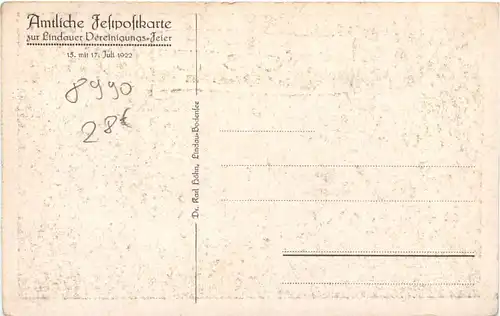 Amtliche Festpostkarte
zur Lindauer Vereinigungs-Feier
15. mit 17. Juli 1922
8990
28€
Dr. Karl Höhn, Lindau-Bodensee